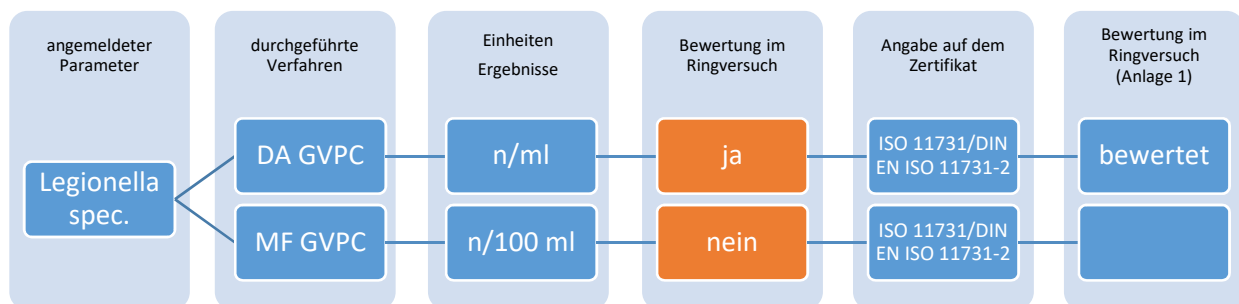 angemeldeter
Parameter
durchgeführte
Verfahren
Einheiten
Ergebnisse
Bewertung im
Ringversuch
Angabe auf dem
Zertifikat
Bewertung im
Ringversuch
(Anlage 1)
Legionella
spec.
DA GVPC
n/ml
ja
ISO 11731/DIN
EN ISO 11731-2
bewertet
MF GVPC
n/100 ml
nein
ISO 11731/DIN
EN ISO 11731-2